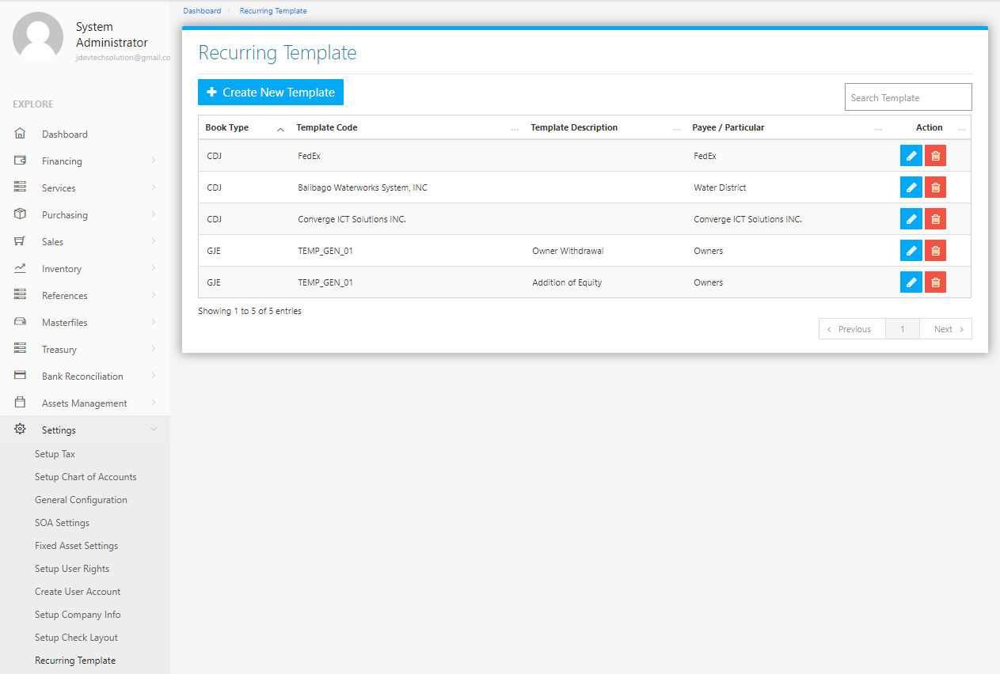 System
Administrator
jdevtechsolution@gmail.co
EXPLORE
Dashboard
Financing
Services
Purchasing
Sales
Inventory
References
Masterfiles
Treasury
Bank Reconciliation
Assets Management
Settings
Setup Tax
Setup Chart of Accounts
General Configuration
SOA Settings
Fixed Asset Settings
Setup User Rights
Create User Account
Setup Company Info
Setup Check Layout
Recurring Template
Dashboard / Recurring Template
Recurring Template
Create New Template
Search Template
Book Type Template Code Template Description Payee / Particular Action
CDJ FedEx FedEx
CDJ Balibago Waterworks System, INC Water District
CDJ Converge ICT Solutions INC. Converge ICT Solutions INC.
GJE TEMP_GEN_01 Owner Withdrawal Owners
GJE TEMP_GEN_01 Addition of Equity Owners
Showing 1 to 5 of 5 entries
Previous 1 Next